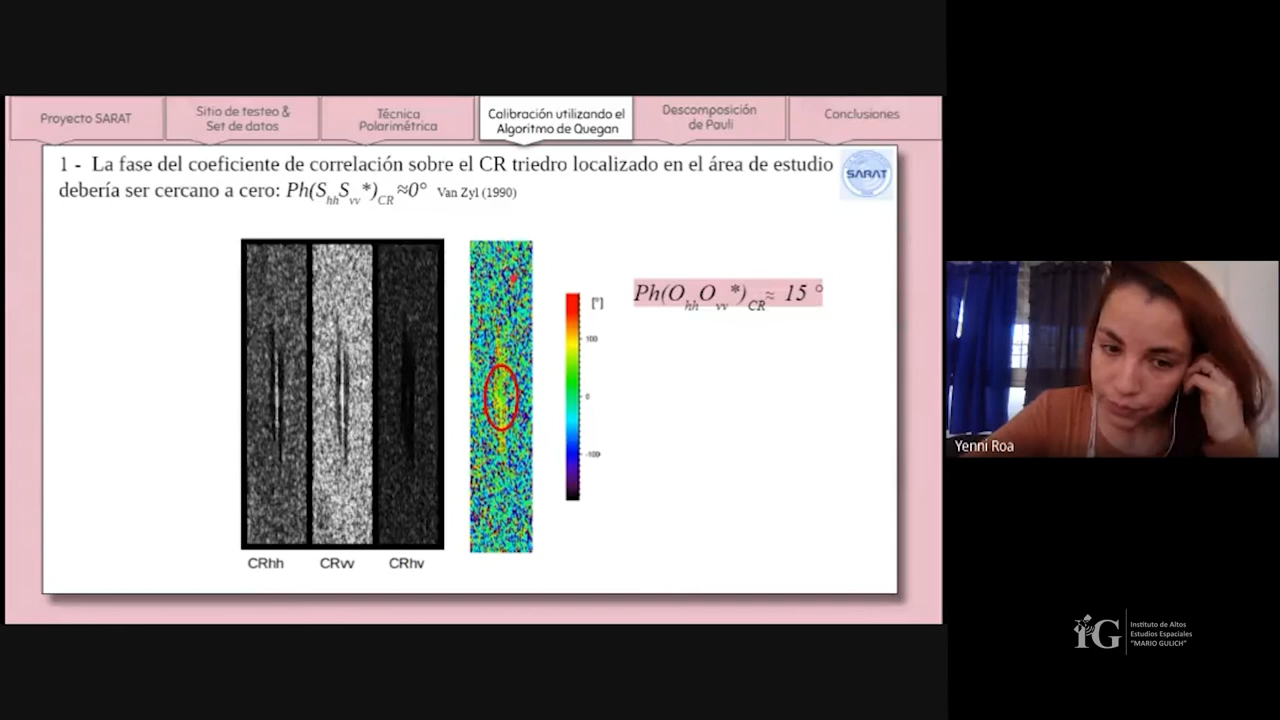 Proyecto SARAT
Sitio de testeo &
Set de datos
Técnica
Polarimétrica
Calibración utilizando el
Algoritmo de Quegan
Descomposición
de Pauli
Conclusiones
1 - La fase del coeficiente de correlación sobre el CR triedro localizado en el área de estudio
debería ser cercano a cero: Ph(ShhSvv*)CR≈0° Van Zyl (1990)
SARAT
Ph(OhhOvv*)CR≈ 15 °
[°]
100
0
-100
CRhh CRvv CRhv
Yenni Roa
iG
Instituto de Altos
Estudios Espaciales
"MARIO GULICH"